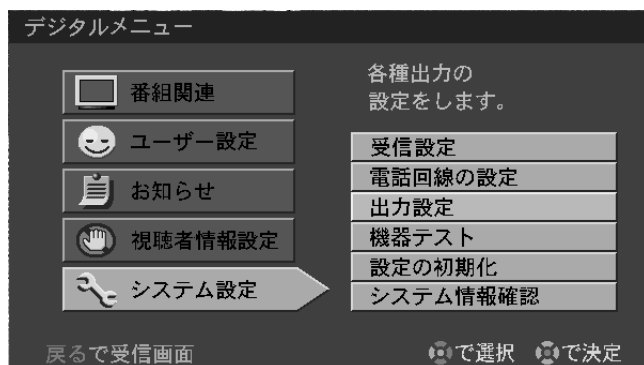 デジタルメニュー
番組関連
ユーザー設定
お知らせ
視聴者情報設定
システム設定
各種出力の
設定をします。
受信設定
電話回線の設定
出力設定
機器テスト
設定の初期化
システム情報確認
戻るで受信画面
で選択 で決定